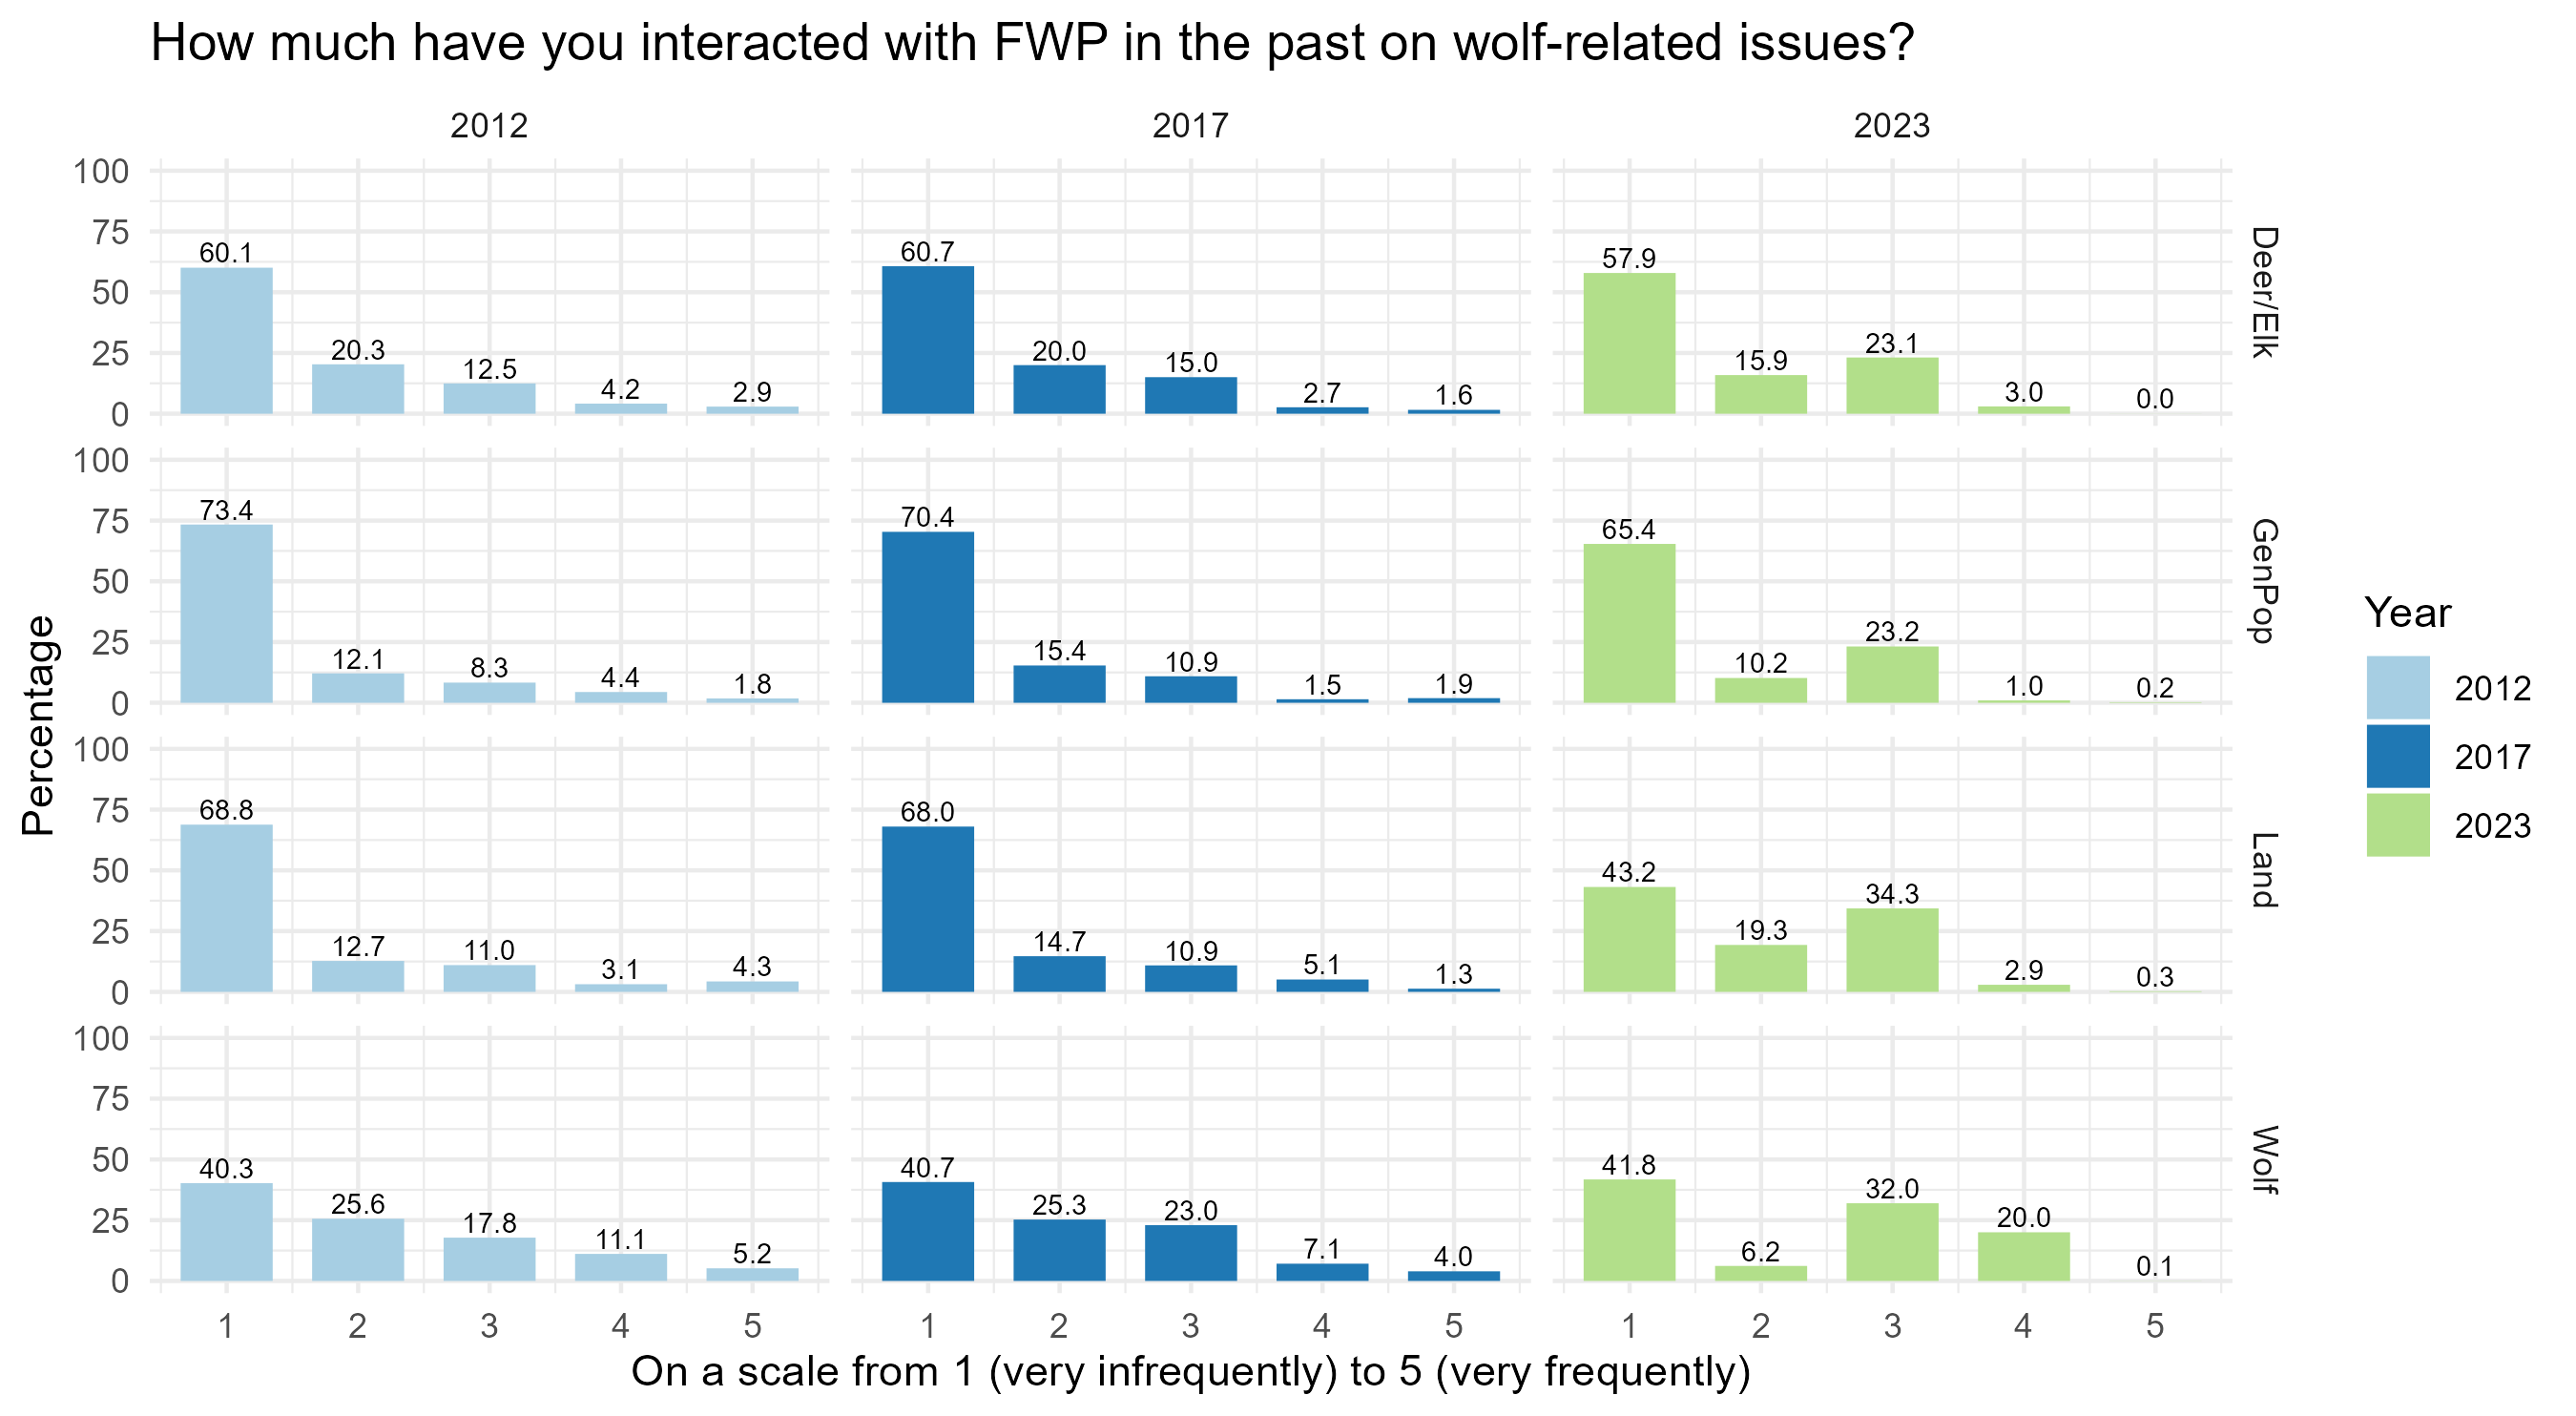 How much have you interacted with FWP in the past on wolf-related issues?
2012 2017 2023
Percentage
100
75
50
25
0
60.1 20.3 12.5 4.2 2.9
60.7 20.0 15.0 2.7 1.6
57.9 15.9 23.1 3.0 0.0
Deer/Elk
100
75
50
25
0
73.4 12.1 8.3 4.4 1.8
70.4 15.4 10.9 1.5 1.9
65.4 10.2 23.2 1.0 0.2
GenPop
100
75
50
25
0
68.8 12.7 11.0 3.1 4.3
68.0 14.7 10.9 5.1 1.3
43.2 19.3 34.3 2.9 0.3
Land
100
75
50
25
0
40.3 25.6 17.8 11.1 5.2
40.7 25.3 23.0 7.1 4.0
41.8 6.2 32.0 20.0 0.1
Wolf
1 2 3 4 5 1 2 3 4 5 1 2 3 4 5
On a scale from 1 (very infrequently) to 5 (very frequently)
Year
2012
2017
2023